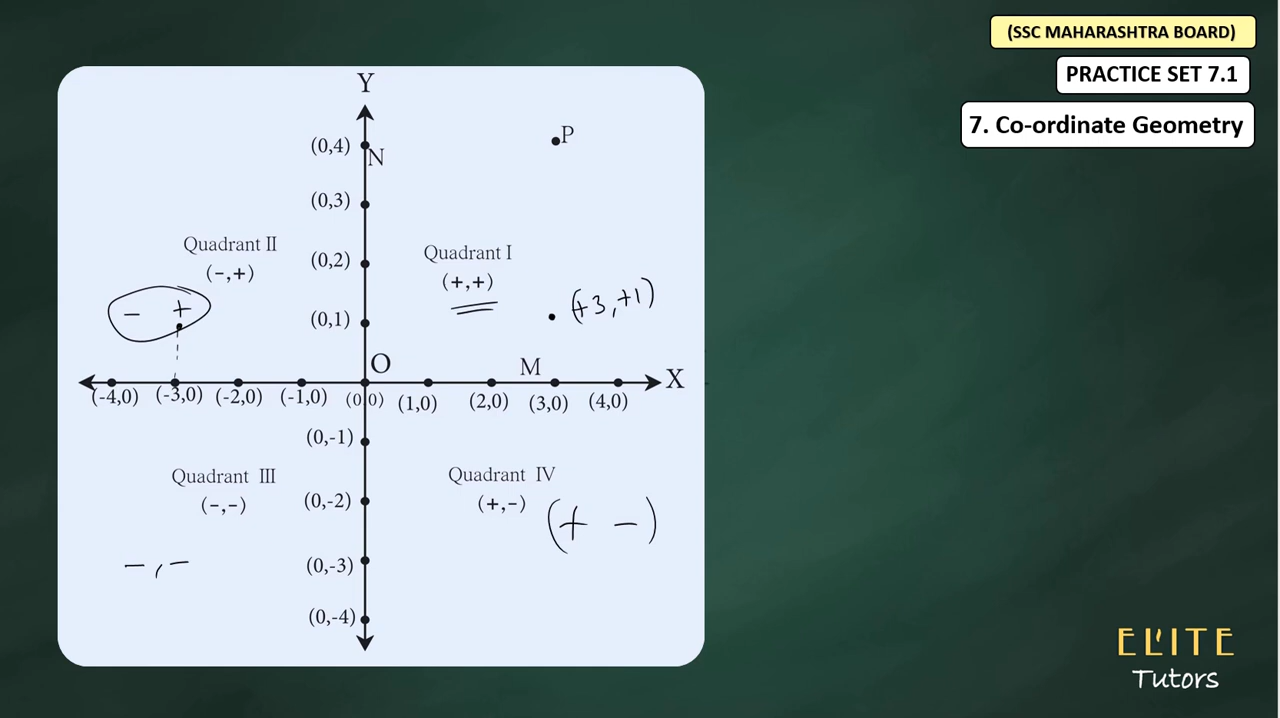 (SSC MAHARASHTRA BOARD)
PRACTICE SET 7.1
7. Co-ordinate Geometry
Y
P
(0,4)
N
(0,3)
Quadrant II
(-,+)
Quadrant I
(+,+)
(0,2)
- +
(+3,+1)
(0,1)
O
M
X
(-4,0) (-3,0) (-2,0) (-1,0) (0,0) (1,0) (2,0) (3,0) (4,0)
(0,-1)
Quadrant III
(-,-)
Quadrant IV
(+,-)
(0,-2)
(+ -)
-,-
(0,-3)
(0,-4)
ELITE
Tutors